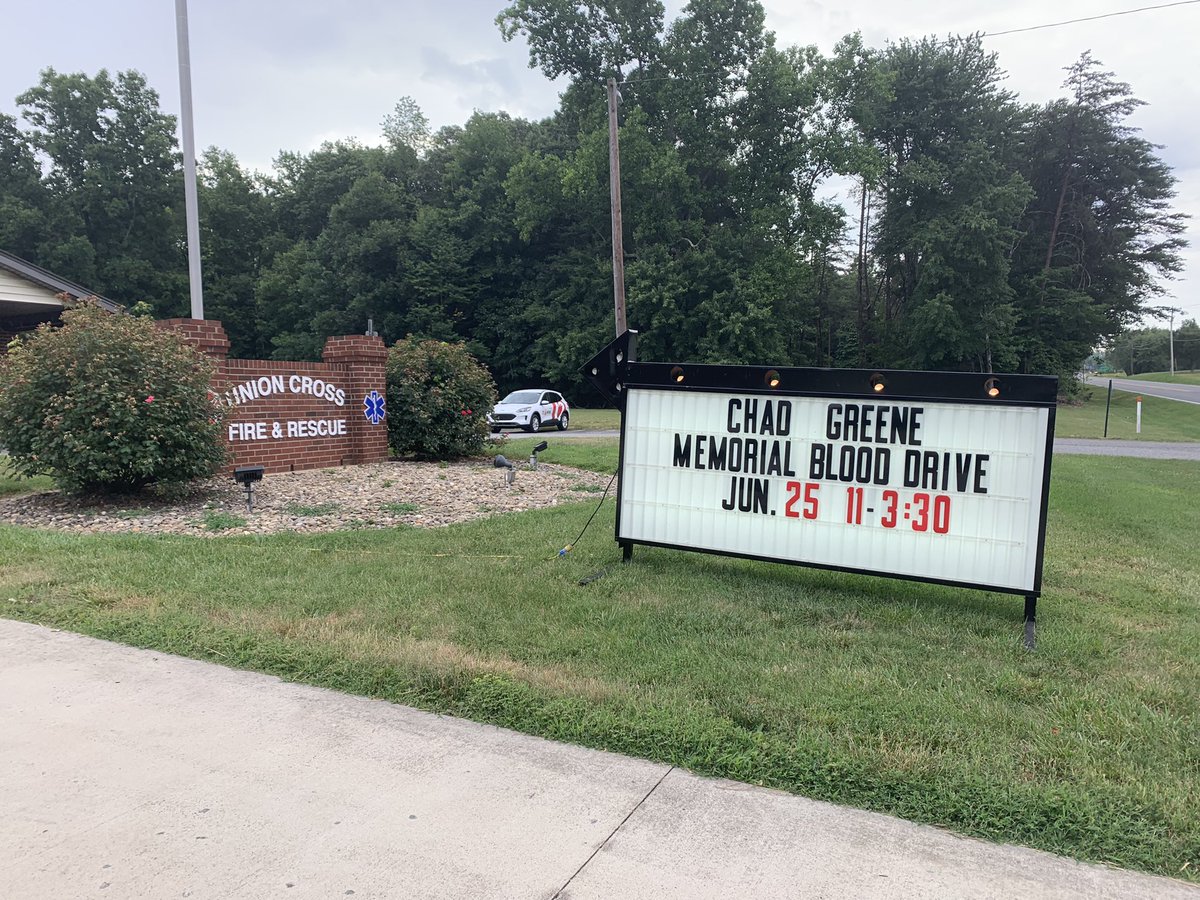 UNION CROSS
FIRE & RESCUE
CHAD GREENE
MEMORIAL BLOOD DRIVE
JUN. 25 11-3:30